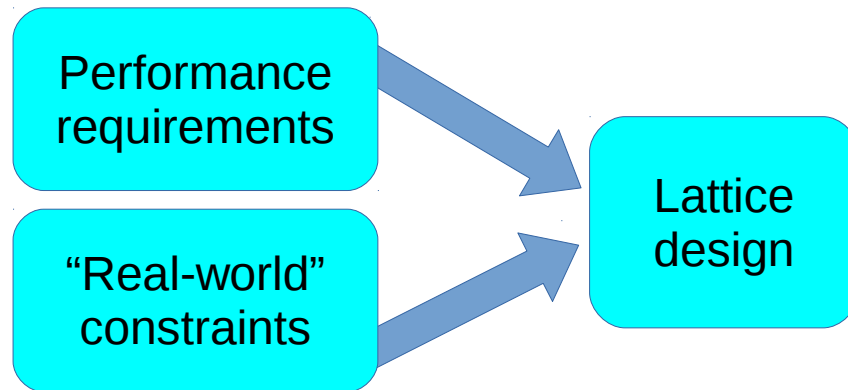 Performance
requirements
“Real-world”
constraints
Lattice
design